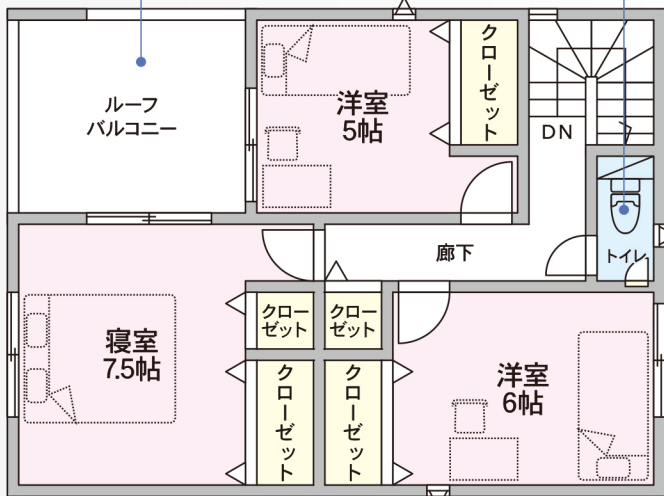 クローゼット
洋室
5帖
ルーフ
バルコニー
DN
廊下
トイレ
クロー
ゼット
クロー
ゼット
寝室
7.5帖
クローゼット
クローゼット
洋室
6帖